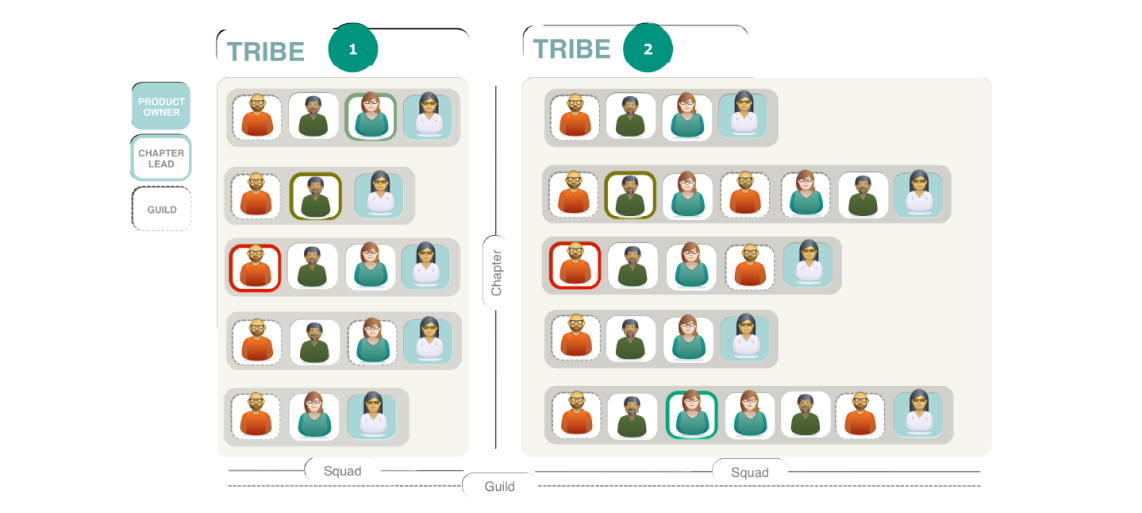 TRIBE 1
TRIBE 2
PRODUCT
OWNER
CHAPTER
LEAD
GUILD
Chapter
Squad
Squad
Guild